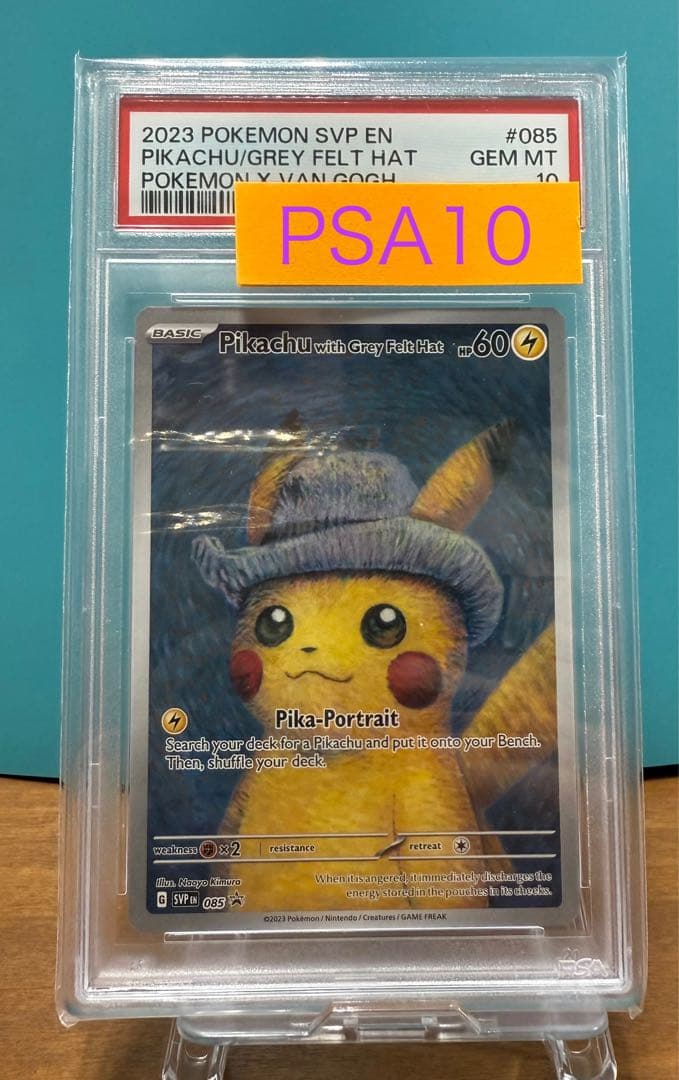 2023 POKEMON SVP EN #085
PIKACHU/GREY FELT HAT GEM MT
POKEMON X VAN GOGH 10
PSA10
BASIC Pikachu with Grey Felt Hat HP60
Pika-Portrait
Search your deck for a Pikachu and put it onto your Bench.
Then, shuffle your deck.
weakness ×2 resistance retreat
Illus. Naoyo Kimura
When it is angered, it immediately discharges the
energy stored in the pouches in its cheeks.
G SVP EN 085
©2023 Pokémon / Nintendo / Creatures / GAME FREAK
PSA